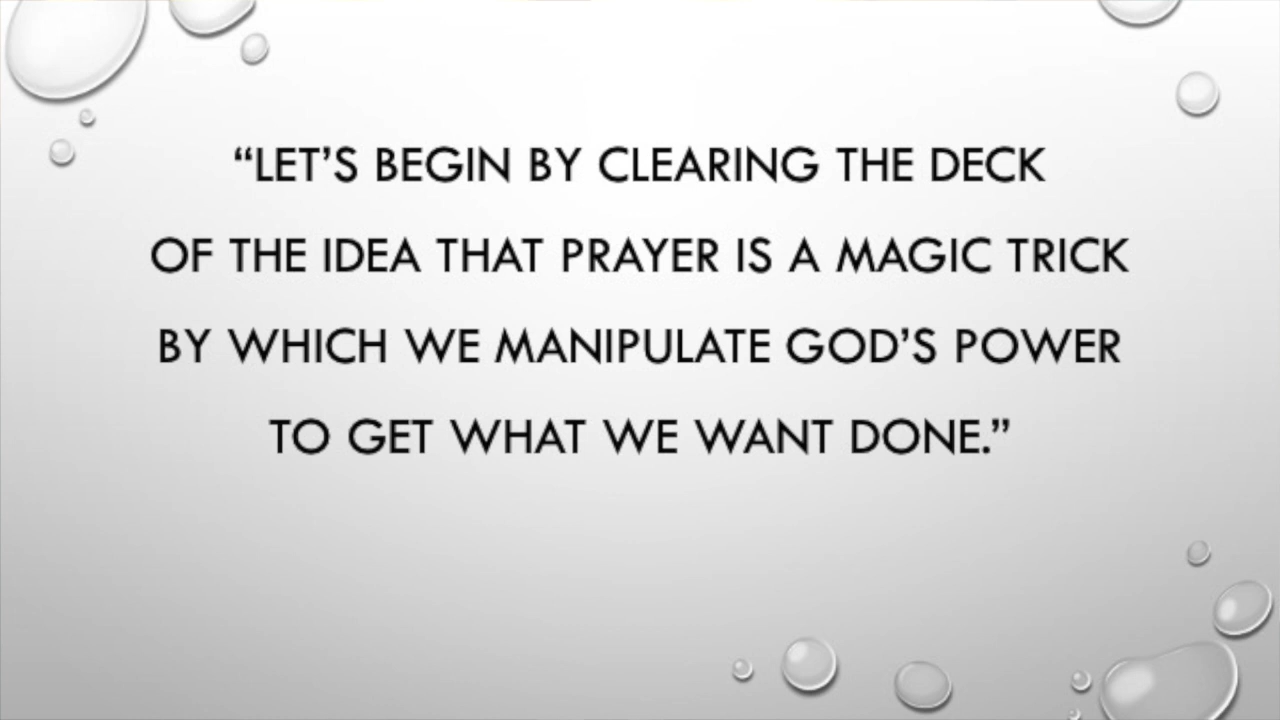 “LET’S BEGIN BY CLEARING THE DECK
OF THE IDEA THAT PRAYER IS A MAGIC TRICK
BY WHICH WE MANIPULATE GOD’S POWER
TO GET WHAT WE WANT DONE.”